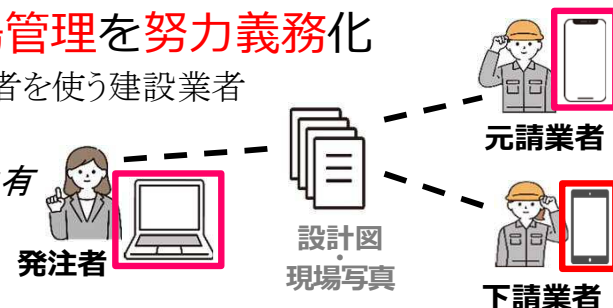 管理を努力義務化
者を使う建設業者
有
元請業者
発注者
設計図
・
現場写真
下請業者